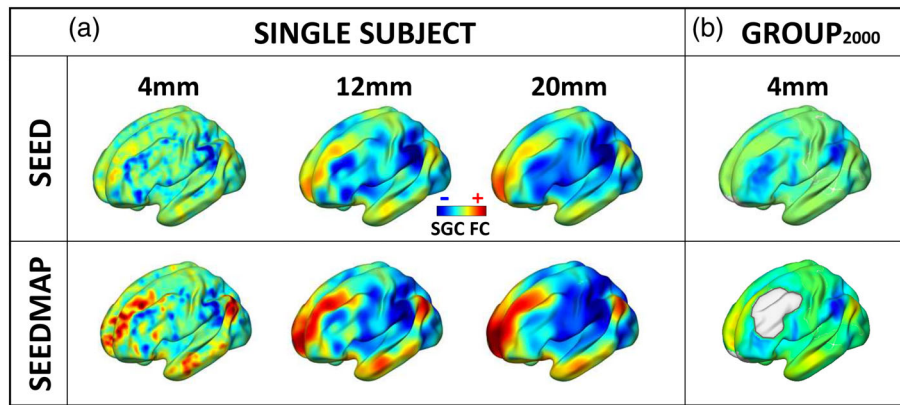 (a) SINGLE SUBJECT
(b) GROUP2000
SEED
4mm 12mm 20mm
4mm
- +
SGC FC
SEEDMAP